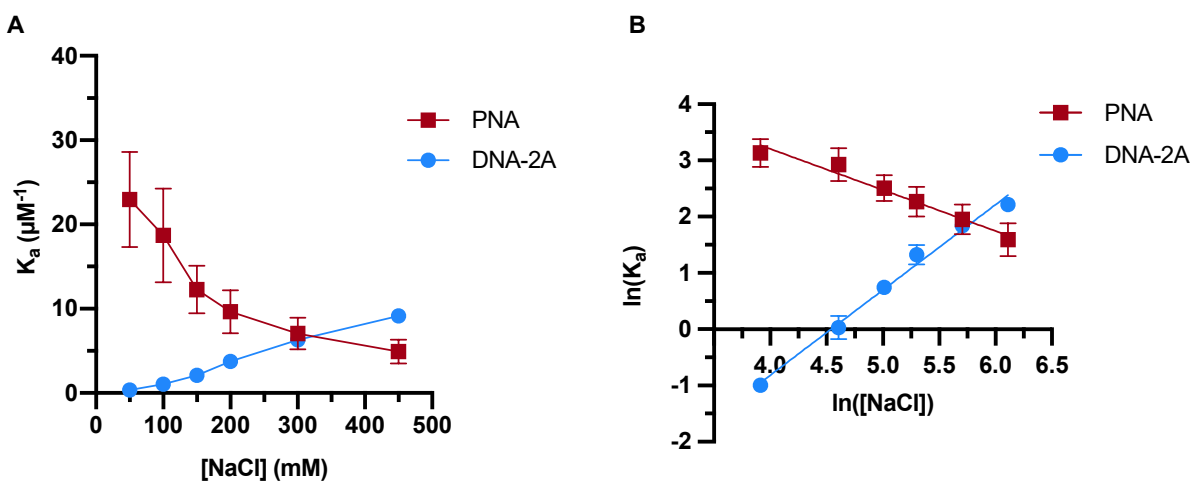 A
40
30
20
10
0
Kₐ (µM⁻¹)
0 100 200 300 400 500
[NaCl] (mM)
PNA
DNA-2A
B
4
3
2
1
0
-1
-2
ln(Kₐ)
4.0 4.5 5.0 5.5 6.0 6.5
ln([NaCl])
PNA
DNA-2A